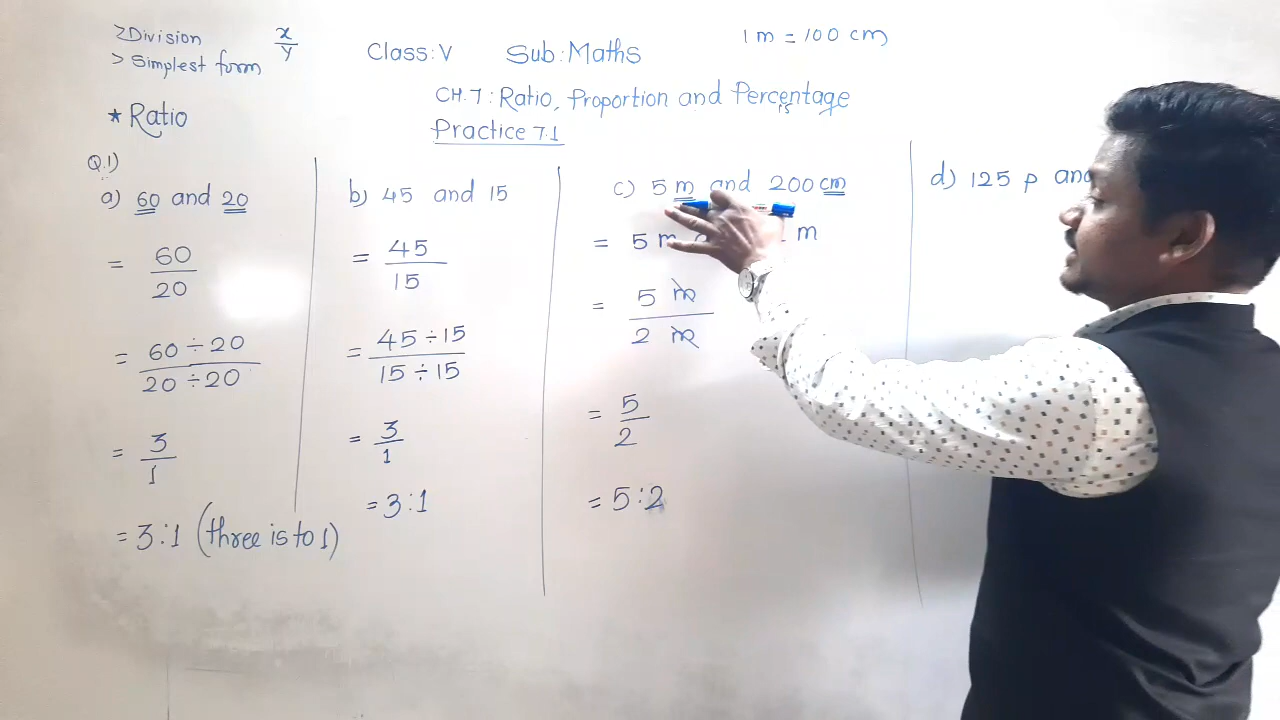 > Division
> Simplest form
x/y
Class: V Sub: Maths
1 m = 100 cm
CH. 7: Ratio, Proportion and Percentage
Practice 7.1
* Ratio
Q.1)
a) 60 and 20
= 60/20
= 60 ÷ 20 / 20 ÷ 20
= 3/1
= 3:1 (three is to 1)
b) 45 and 15
= 45/15
= 45 ÷ 15 / 15 ÷ 15
= 3/1
= 3:1
c) 5 m and 200 cm
= 5 m m
= 5 m / 2 m
= 5/2
= 5:2
d) 125 p and